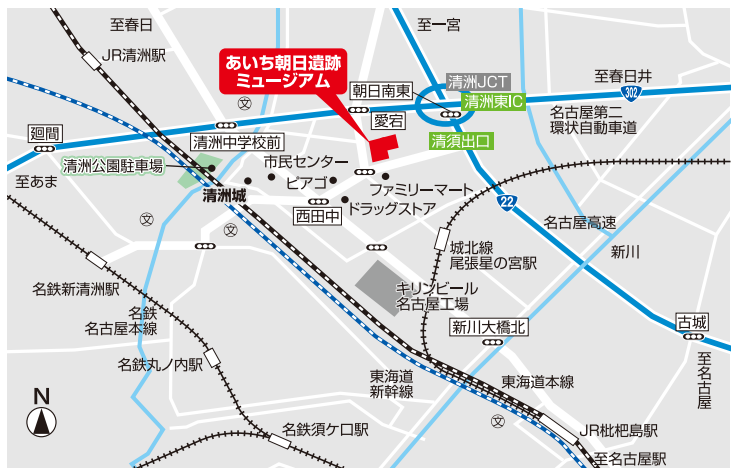 至春日
至一宮
JR清洲駅
あいち朝日遺跡
ミュージアム
清洲JCT
朝日南東
清洲東IC
至春日井
302
文
愛宕
名古屋第二
環状自動車道
廻間
清洲中学校前
清須出口
清洲公園駐車場
市民センター
至あま
ピアゴ
ファミリーマート
清洲城
ドラッグストア
西田中
22
名古屋高速
文
文
新川
城北線
尾張星の宮駅
名鉄新清洲駅
キリンビール
名古屋工場
名鉄
名古屋本線
新川大橋北
古城
名鉄丸ノ内駅
至名古屋
東海道
新幹線
東海道本線
N
文
名鉄須ケ口駅
JR枇杷島駅
至名古屋駅